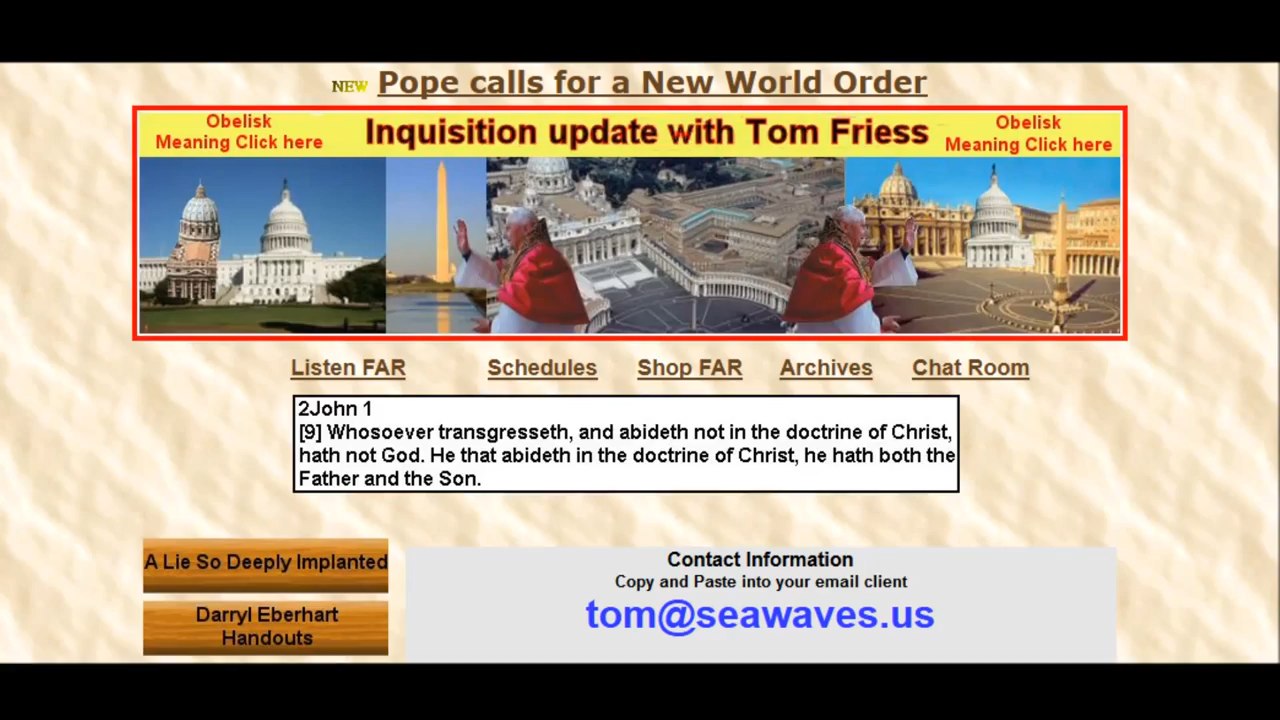 NEW Pope calls for a New World Order
Obelisk
Meaning Click here
Inquisition update with Tom Friess
Obelisk
Meaning Click here
Listen FAR Schedules Shop FAR Archives Chat Room
2John 1
[9] Whosoever transgresseth, and abideth not in the doctrine of Christ,
hath not God. He that abideth in the doctrine of Christ, he hath both the
Father and the Son.
A Lie So Deeply Implanted
Darryl Eberhart
Handouts
Contact Information
Copy and Paste into your email client
tom@seawaves.us